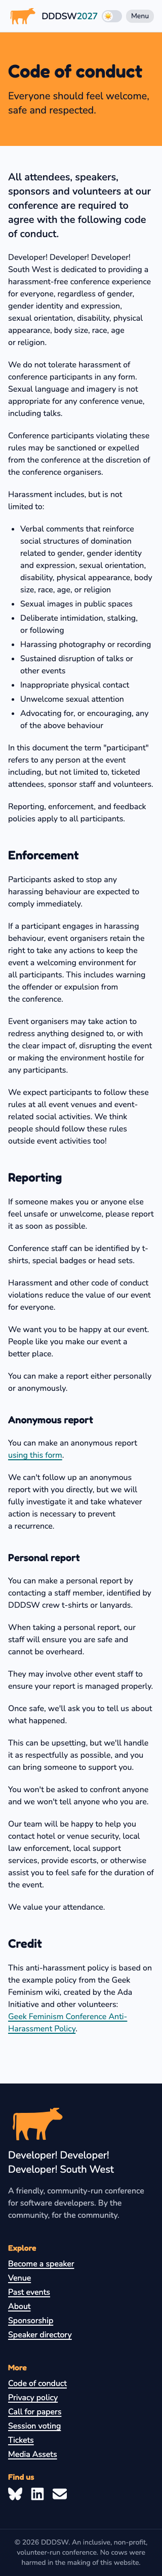 DDDSW2027
Menu
Code of conduct
Everyone should feel welcome,
safe and respected.
All attendees, speakers,
sponsors and volunteers at our
conference are required to
agree with the following code
of conduct.
Developer! Developer! Developer!
South West is dedicated to providing a
harassment-free conference experience
for everyone, regardless of gender,
gender identity and expression,
sexual orientation, disability, physical
appearance, body size, race, age
or religion.
We do not tolerate harassment of
conference participants in any form.
Sexual language and imagery is not
appropriate for any conference venue,
including talks.
Conference participants violating these
rules may be sanctioned or expelled
from the conference at the discretion of
the conference organisers.
Harassment includes, but is not
limited to:
• Verbal comments that reinforce
social structures of domination
related to gender, gender identity
and expression, sexual orientation,
disability, physical appearance, body
size, race, age, or religion
• Sexual images in public spaces
• Deliberate intimidation, stalking,
or following
• Harassing photography or recording
• Sustained disruption of talks or
other events
• Inappropriate physical contact
• Unwelcome sexual attention
• Advocating for, or encouraging, any
of the above behaviour
In this document the term "participant"
refers to any person at the event
including, but not limited to, ticketed
attendees, sponsor staff and volunteers.
Reporting, enforcement, and feedback
policies apply to all participants.
Enforcement
Participants asked to stop any
harassing behaviour are expected to
comply immediately.
If a participant engages in harassing
behaviour, event organisers retain the
right to take any actions to keep the
event a welcoming environment for
all participants. This includes warning
the offender or expulsion from
the conference.
Event organisers may take action to
redress anything designed to, or with
the clear impact of, disrupting the event
or making the environment hostile for
any participants.
We expect participants to follow these
rules at all event venues and event-
related social activities. We think
people should follow these rules
outside event activities too!
Reporting
If someone makes you or anyone else
feel unsafe or unwelcome, please report
it as soon as possible.
Conference staff can be identified by t-
shirts, special badges or head sets.
Harassment and other code of conduct
violations reduce the value of our event
for everyone.
We want you to be happy at our event.
People like you make our event a
better place.
You can make a report either personally
or anonymously.
Anonymous report
You can make an anonymous report
using this form.
We can't follow up an anonymous
report with you directly, but we will
fully investigate it and take whatever
action is necessary to prevent
a recurrence.
Personal report
You can make a personal report by
contacting a staff member, identified by
DDDSW crew t-shirts or lanyards.
When taking a personal report, our
staff will ensure you are safe and
cannot be overheard.
They may involve other event staff to
ensure your report is managed properly.
Once safe, we'll ask you to tell us about
what happened.
This can be upsetting, but we'll handle
it as respectfully as possible, and you
can bring someone to support you.
You won't be asked to confront anyone
and we won't tell anyone who you are.
Our team will be happy to help you
contact hotel or venue security, local
law enforcement, local support
services, provide escorts, or otherwise
assist you to feel safe for the duration of
the event.
We value your attendance.
Credit
This anti-harassment policy is based on
the example policy from the Geek
Feminism wiki, created by the Ada
Initiative and other volunteers:
Geek Feminism Conference Anti-
Harassment Policy.
Developer! Developer!
Developer! South West
A friendly, community-run conference
for software developers. By the
community, for the community.
Explore
Become a speaker
Venue
Past events
About
Sponsorship
Speaker directory
More
Code of conduct
Privacy policy
Call for papers
Session voting
Tickets
Media Assets
Find us
© 2026 DDDSW. An inclusive, non-profit,
volunteer-run conference. No cows were
harmed in the making of this website.